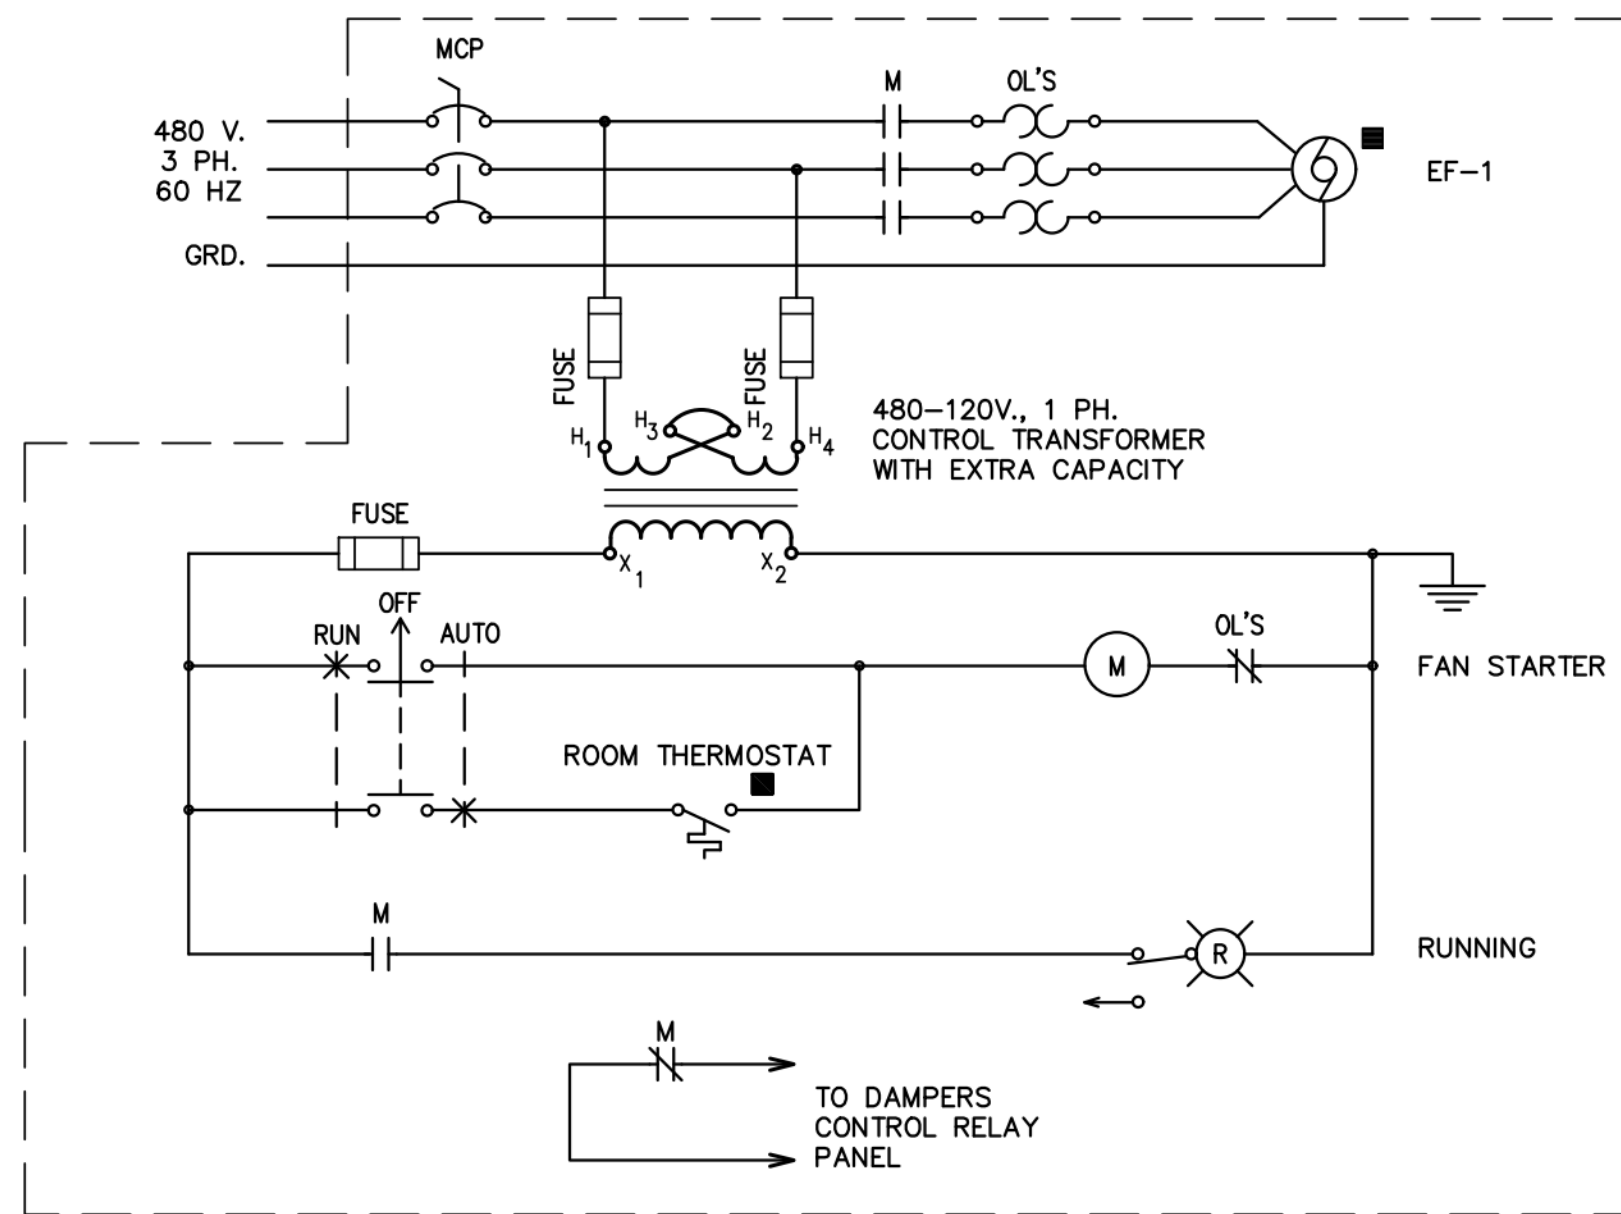 MCP
M
OL'S
480 V.
3 PH.
60 HZ
GRD.
EF-1
FUSE
FUSE
H1
H3
H2
H4
480-120V., 1 PH.
CONTROL TRANSFORMER
WITH EXTRA CAPACITY
FUSE
X1
X2
OFF
RUN
AUTO
OL'S
M
FAN STARTER
ROOM THERMOSTAT
M
R
RUNNING
M
TO DAMPERS
CONTROL RELAY
PANEL